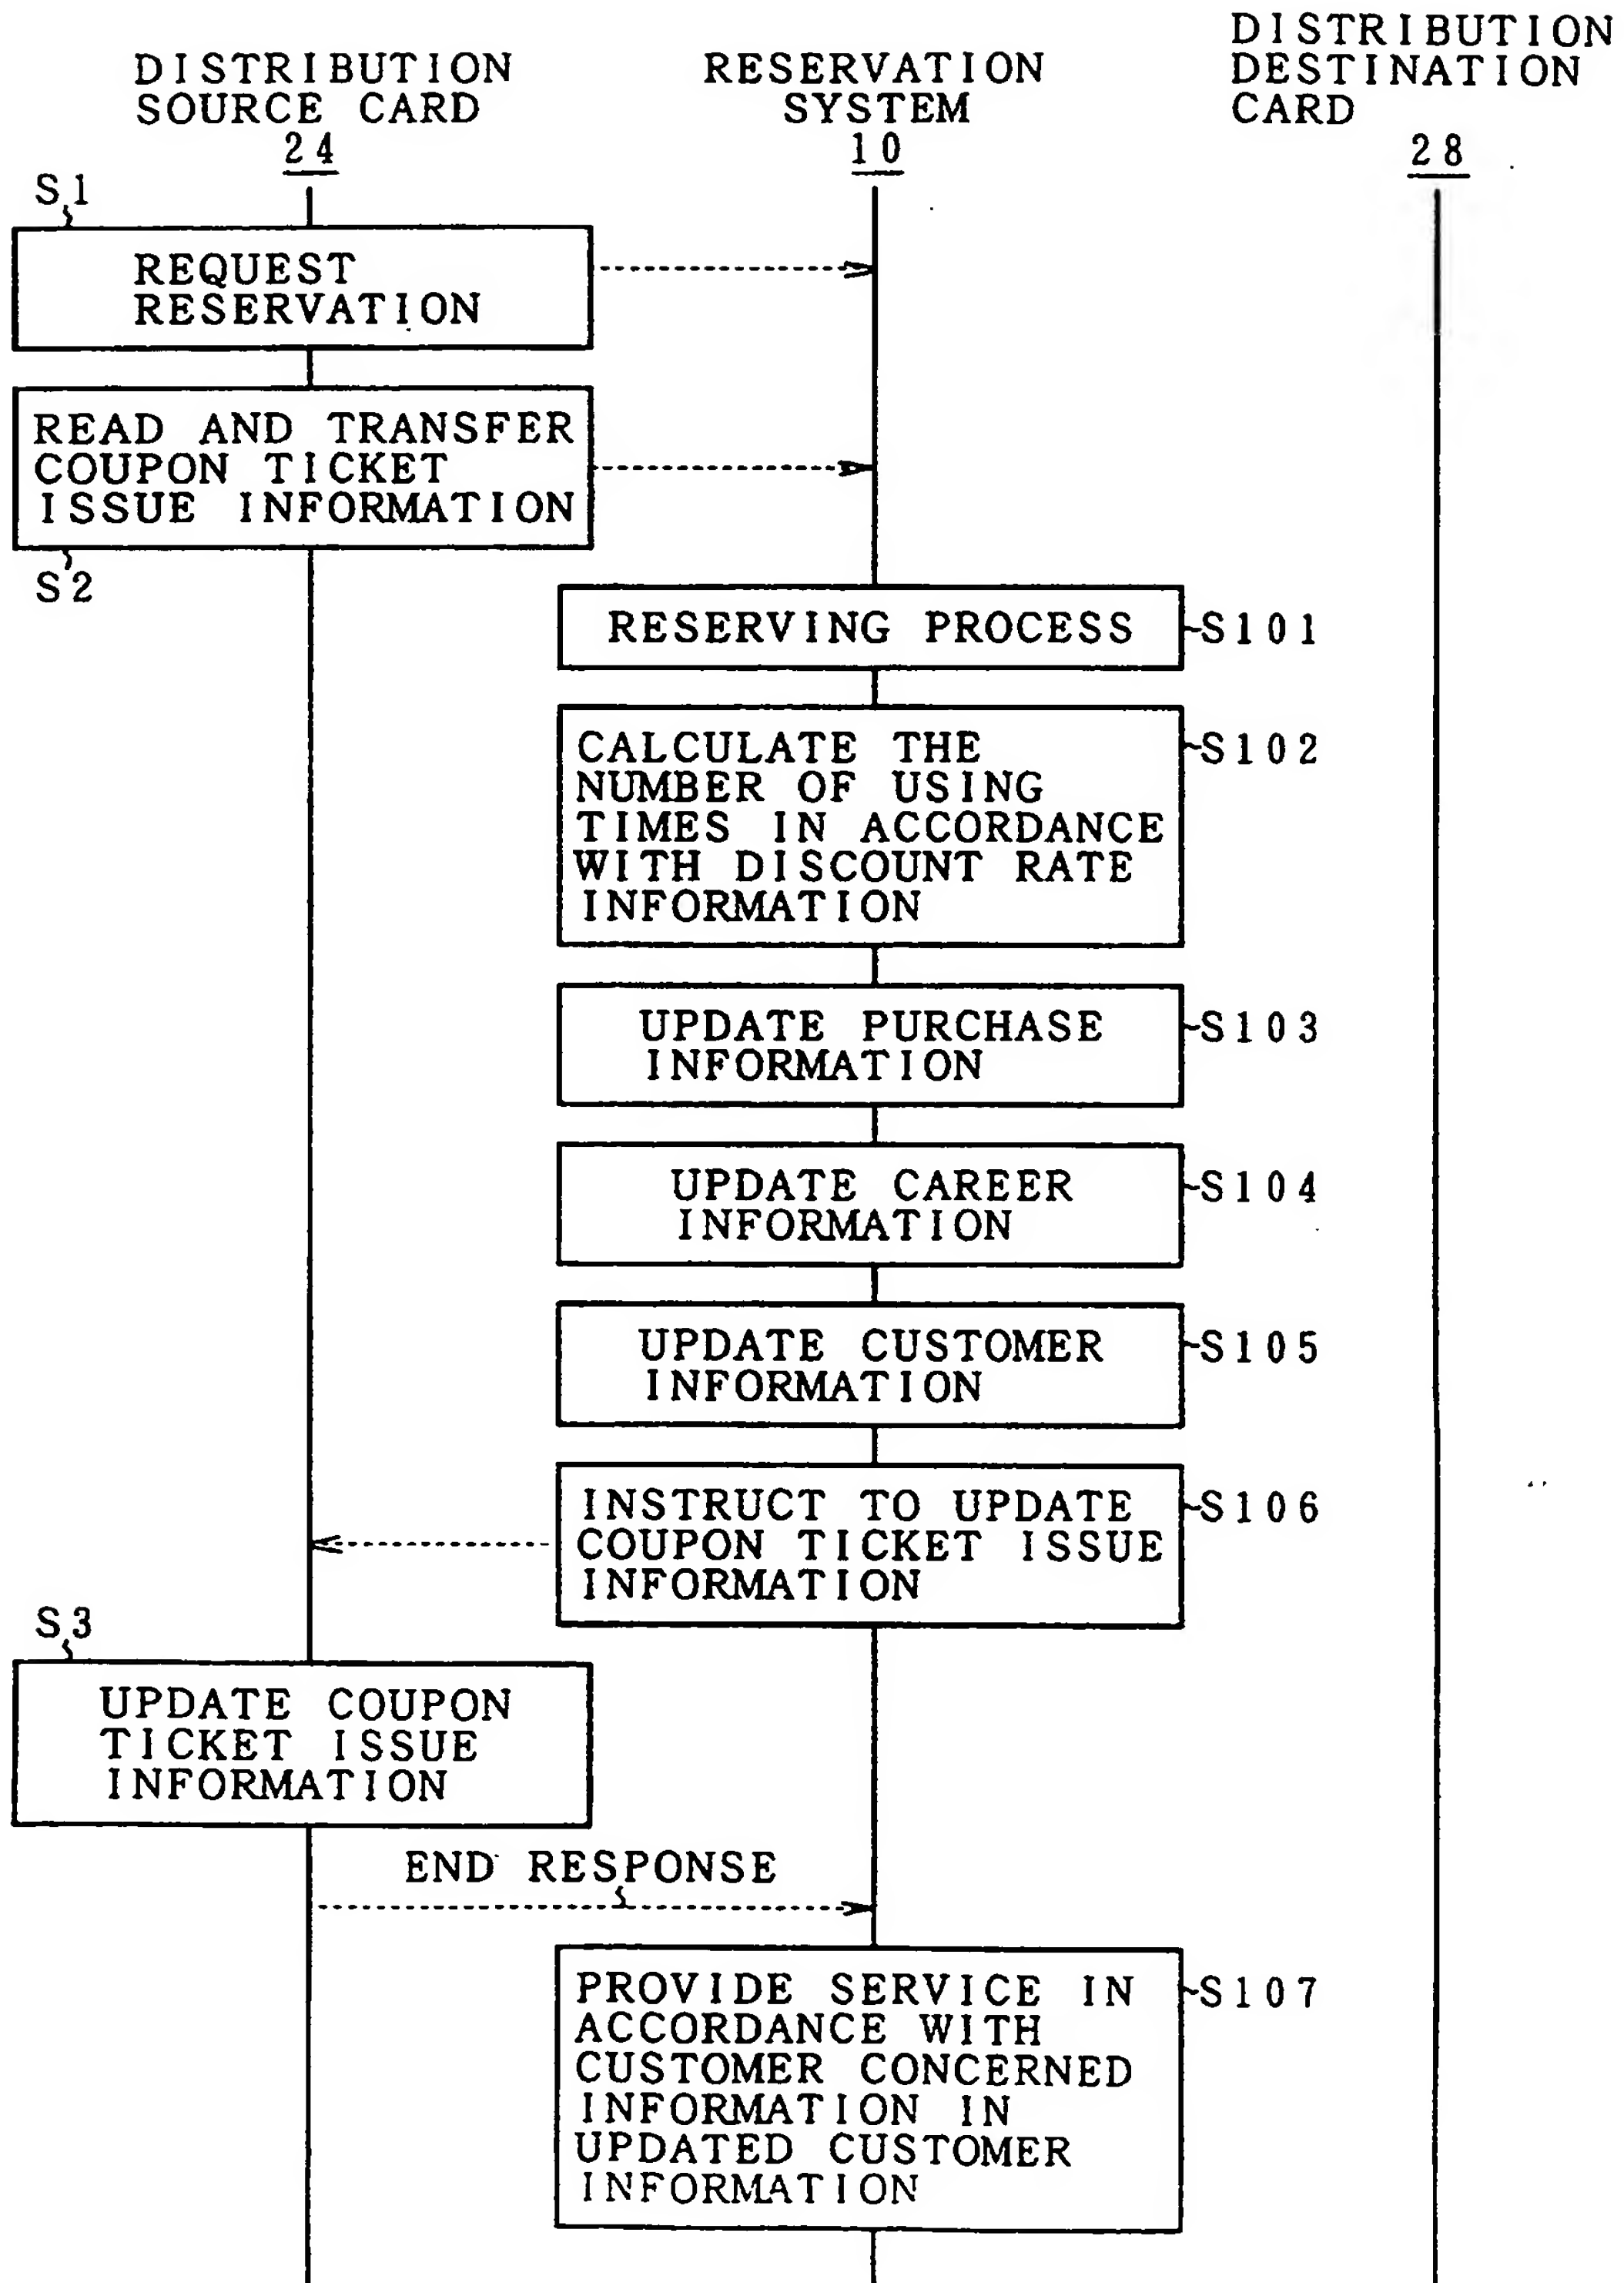 DISTRIBUTION
SOURCE CARD
24
RESERVATION
SYSTEM
10
DISTRIBUTION
DESTINATION
CARD
28
S1
REQUEST
RESERVATION
READ AND TRANSFER
COUPON TICKET
ISSUE INFORMATION
S2
RESERVING PROCESS
S101
CALCULATE THE
NUMBER OF USING
TIMES IN ACCORDANCE
WITH DISCOUNT RATE
INFORMATION
S102
UPDATE PURCHASE
INFORMATION
S103
UPDATE CAREER
INFORMATION
S104
UPDATE CUSTOMER
INFORMATION
S105
INSTRUCT TO UPDATE
COUPON TICKET ISSUE
INFORMATION
S106
S3
UPDATE COUPON
TICKET ISSUE
INFORMATION
END RESPONSE
PROVIDE SERVICE IN
ACCORDANCE WITH
CUSTOMER CONCERNED
INFORMATION IN
UPDATED CUSTOMER
INFORMATION
S107